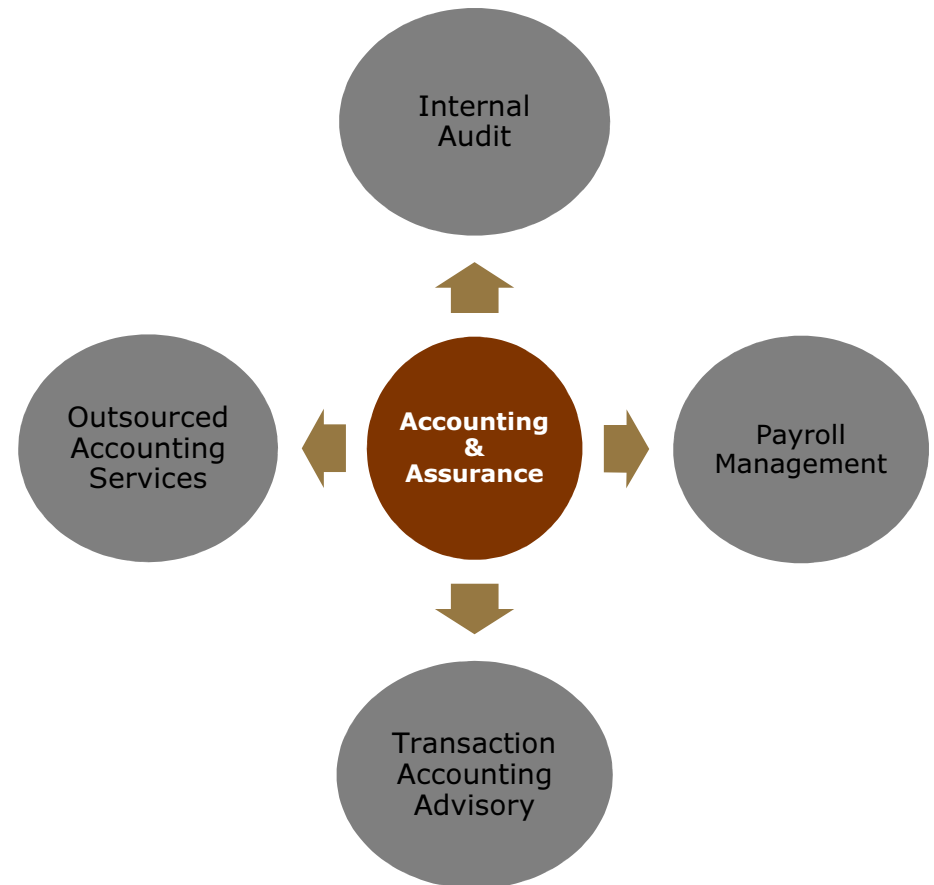 Internal
Audit
Outsourced
Accounting
Services
Accounting
&
Assurance
Payroll
Management
Transaction
Accounting
Advisory